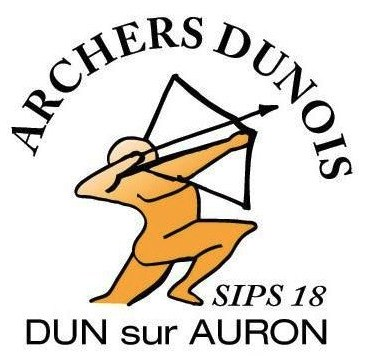 ARCHERS DUNOIS
SIPS 18
DUN sur AURON